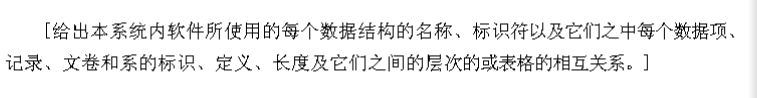 [给出本系统内软件所使用的每个数据结构的名称、标识符以及它们之中每个数据项、
记录、文卷和系的标识、定义、长度及它们之间的层次的或表格的相互关系。]